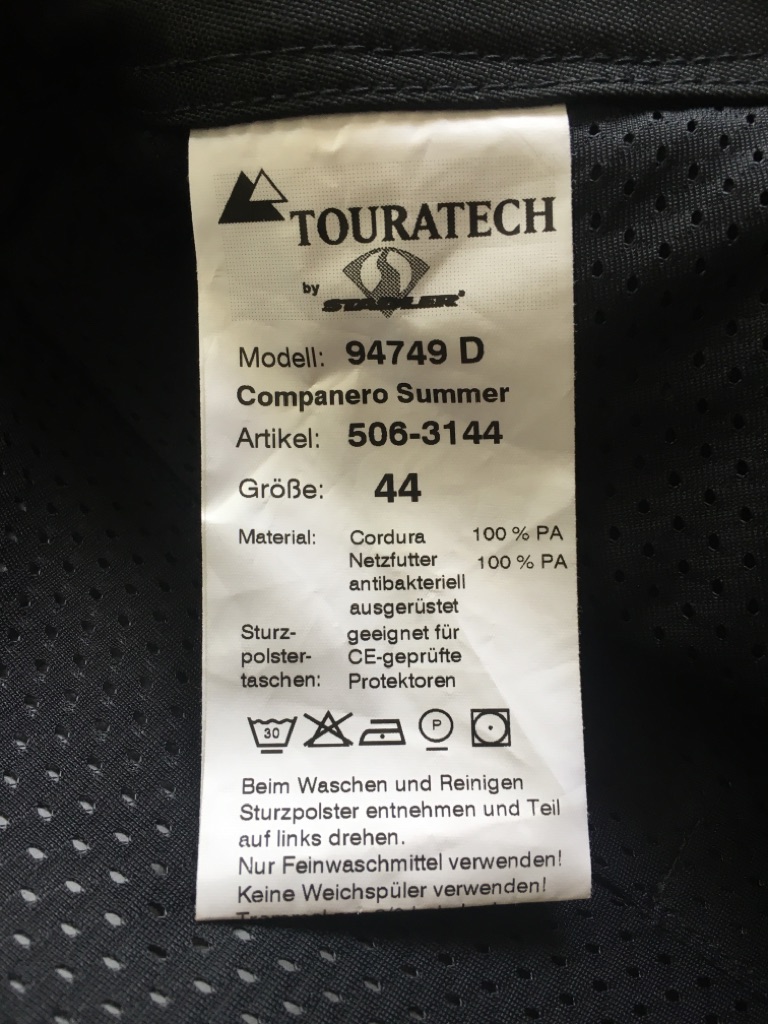 TOURATECH
by STADLER
Modell: 94749 D
Companero Summer
Artikel: 506-3144
Größe: 44
Material: Cordura 100 % PA
Netzfutter 100 % PA
antibakteriell
ausgerüstet
Sturz- geeignet für
polster- CE-geprüfte
taschen: Protektoren
30 P
Beim Waschen und Reinigen
Sturzpolster entnehmen und Teil
auf links drehen.
Nur Feinwaschmittel verwenden!
Keine Weichspüler verwenden!